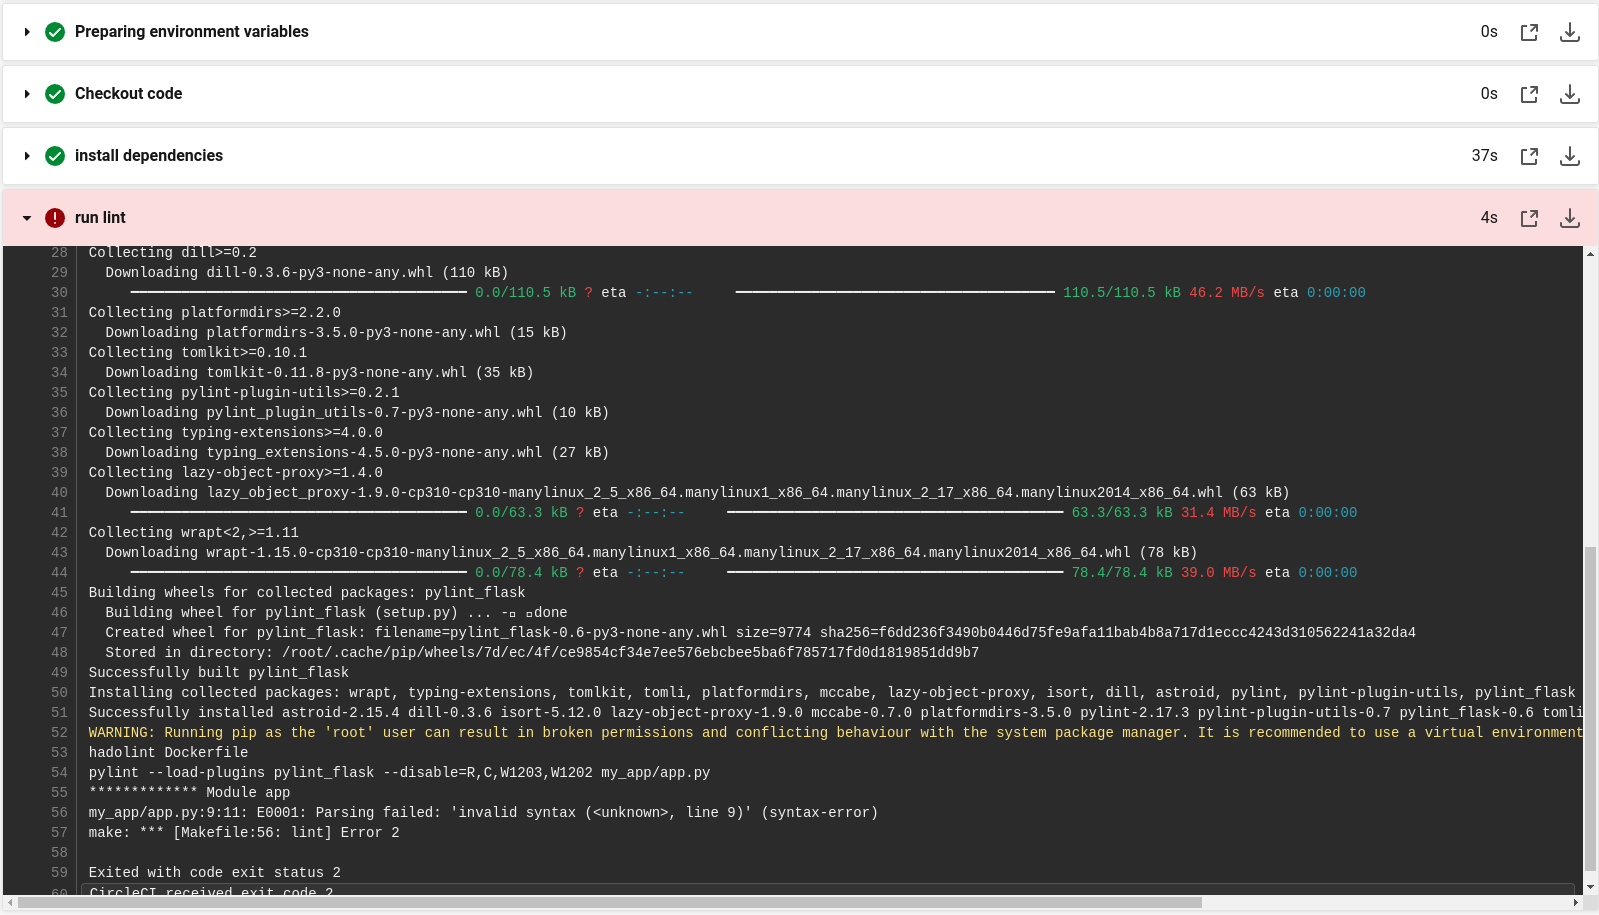 Preparing environment variables 0s
Checkout code 0s
install dependencies 37s
run lint 4s
28 Collecting dill>=0.2
29 Downloading dill-0.3.6-py3-none-any.whl (110 kB)
30 0.0/110.5 kB ? eta -:--:-- 110.5/110.5 kB 46.2 MB/s eta 0:00:00
31 Collecting platformdirs>=2.2.0
32 Downloading platformdirs-3.5.0-py3-none-any.whl (15 kB)
33 Collecting tomlkit>=0.10.1
34 Downloading tomlkit-0.11.8-py3-none-any.whl (35 kB)
35 Collecting pylint-plugin-utils>=0.2.1
36 Downloading pylint_plugin_utils-0.7-py3-none-any.whl (10 kB)
37 Collecting typing-extensions>=4.0.0
38 Downloading typing_extensions-4.5.0-py3-none-any.whl (27 kB)
39 Collecting lazy-object-proxy>=1.4.0
40 Downloading lazy_object_proxy-1.9.0-cp310-cp310-manylinux_2_5_x86_64.manylinux1_x86_64.manylinux_2_17_x86_64.manylinux2014_x86_64.whl (63 kB)
41 0.0/63.3 kB ? eta -:--:-- 63.3/63.3 kB 31.4 MB/s eta 0:00:00
42 Collecting wrapt<2,>=1.11
43 Downloading wrapt-1.15.0-cp310-cp310-manylinux_2_5_x86_64.manylinux1_x86_64.manylinux_2_17_x86_64.manylinux2014_x86_64.whl (78 kB)
44 0.0/78.4 kB ? eta -:--:-- 78.4/78.4 kB 39.0 MB/s eta 0:00:00
45 Building wheels for collected packages: pylint_flask
46 Building wheel for pylint_flask (setup.py) ... - done
47 Created wheel for pylint_flask: filename=pylint_flask-0.6-py3-none-any.whl size=9774 sha256=f6dd236f3490b0446d75fe9afa11bab4b8a717d1eccc4243d310562241a32da4
48 Stored in directory: /root/.cache/pip/wheels/7d/ec/4f/ce9854cf34e7ee576ebcbee5ba6f785717fd0d1819851dd9b7
49 Successfully built pylint_flask
50 Installing collected packages: wrapt, typing-extensions, tomlkit, tomli, platformdirs, mccabe, lazy-object-proxy, isort, dill, astroid, pylint, pylint-plugin-utils, pylint_flask
51 Successfully installed astroid-2.15.4 dill-0.3.6 isort-5.12.0 lazy-object-proxy-1.9.0 mccabe-0.7.0 platformdirs-3.5.0 pylint-2.17.3 pylint-plugin-utils-0.7 pylint_flask-0.6 tomli
52 WARNING: Running pip as the 'root' user can result in broken permissions and conflicting behaviour with the system package manager. It is recommended to use a virtual environment
53 hadolint Dockerfile
54 pylint --load-plugins pylint_flask --disable=R,C,W1203,W1202 my_app/app.py
55 ************* Module app
56 my_app/app.py:9:11: E0001: Parsing failed: 'invalid syntax (<unknown>, line 9)' (syntax-error)
57 make: *** [Makefile:56: lint] Error 2
58
59 Exited with code exit status 2
60 CircleCI received exit code 2